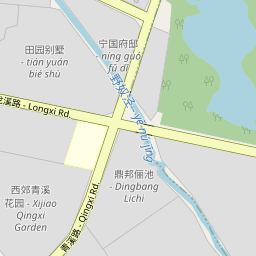 田园别墅
- tián yuán
bié shù
宁国府邸
- níng guó
fǔ dǐ
溪路 - Longxi Rd.
西郊青溪
花园 - Xijiao
Qingxi
Garden
青溪路 - Qingxi Rd.
鼎邦俪池
- Dingbang
Lichi